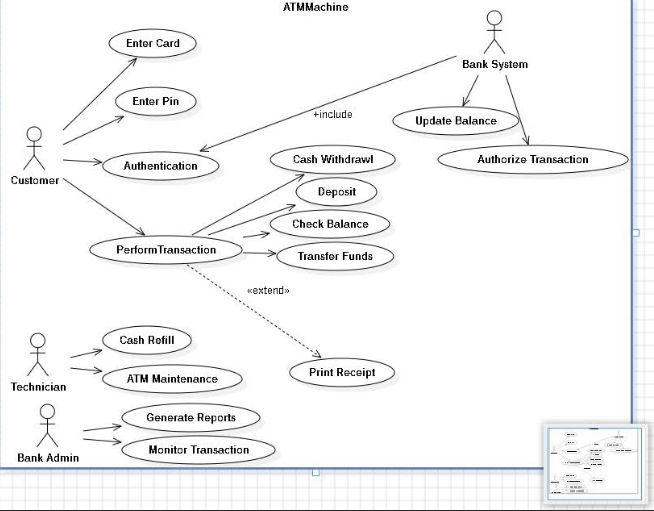 ATMMachine
Enter Card
Bank System
Enter Pin
+include
Update Balance
Customer
Authentication
Cash Withdrawl
Authorize Transaction
Deposit
Check Balance
PerformTransaction
Transfer Funds
«extend»
Cash Refill
Technician
ATM Maintenance
Print Receipt
Generate Reports
Bank Admin
Monitor Transaction